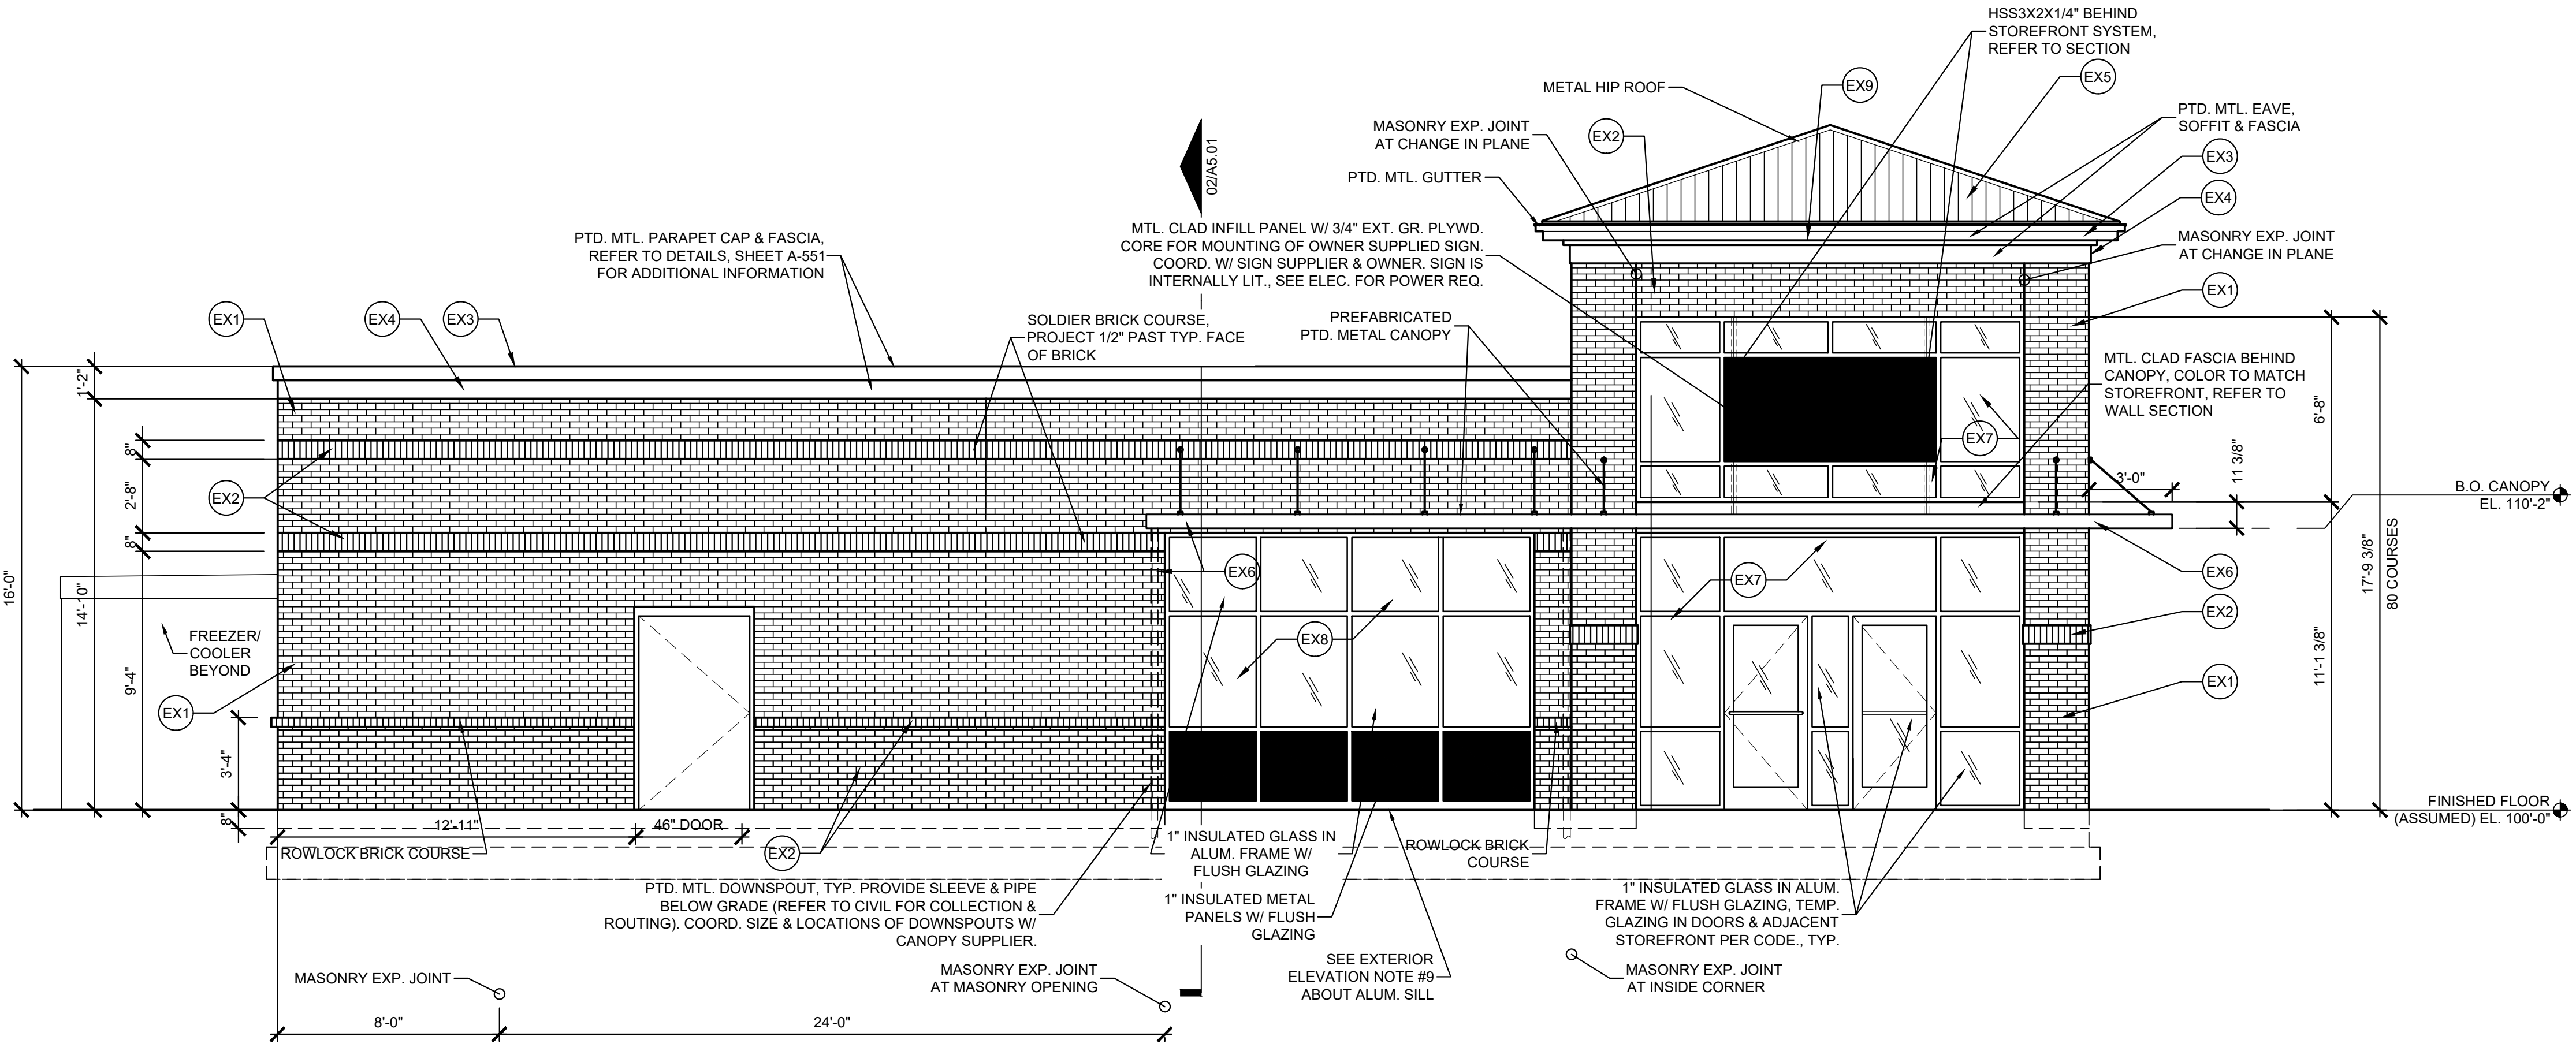 HSS3X2X1/4" BEHIND
STOREFRONT SYSTEM,
REFER TO SECTION
METAL HIP ROOF
EX9
EX5
MASONRY EXP. JOINT
AT CHANGE IN PLANE
EX2
PTD. MTL. EAVE,
SOFFIT & FASCIA
EX3
EX4
PTD. MTL. GUTTER
02/A5.01
MTL. CLAD INFILL PANEL W/ 3/4" EXT. GR. PLYWD.
CORE FOR MOUNTING OF OWNER SUPPLIED SIGN.
COORD. W/ SIGN SUPPLIER & OWNER. SIGN IS
INTERNALLY LIT., SEE ELEC. FOR POWER REQ.
MASONRY EXP. JOINT
AT CHANGE IN PLANE
EX1
PTD. MTL. PARAPET CAP & FASCIA,
REFER TO DETAILS, SHEET A-551
FOR ADDITIONAL INFORMATION
EX1
EX4
EX3
SOLDIER BRICK COURSE,
PROJECT 1/2" PAST TYP. FACE
OF BRICK
PREFABRICATED
PTD. METAL CANOPY
MTL. CLAD FASCIA BEHIND
CANOPY, COLOR TO MATCH
STOREFRONT, REFER TO
WALL SECTION
1'-2"
8"
2'-8"
8"
16'-0"
14'-10"
9'-4"
3'-4"
8"
EX2
EX7
6'-8"
11 3/8"
3'-0"
B.O. CANOPY
EL. 110'-2"
17'-9 3/8"
80 COURSES
11'-1 3/8"
EX6
EX7
EX6
EX2
EX8
EX1
FREEZER/
COOLER
BEYOND
EX1
FINISHED FLOOR
(ASSUMED) EL. 100'-0"
12'-11"
46" DOOR
ROWLOCK BRICK COURSE
EX2
1" INSULATED GLASS IN
ALUM. FRAME W/
FLUSH GLAZING
ROWLOCK BRICK
COURSE
PTD. MTL. DOWNSPOUT, TYP. PROVIDE SLEEVE & PIPE
BELOW GRADE (REFER TO CIVIL FOR COLLECTION &
ROUTING). COORD. SIZE & LOCATIONS OF DOWNSPOUTS W/
CANOPY SUPPLIER.
1" INSULATED METAL
PANELS W/ FLUSH
GLAZING
1" INSULATED GLASS IN ALUM.
FRAME W/ FLUSH GLAZING, TEMP.
GLAZING IN DOORS & ADJACENT
STOREFRONT PER CODE., TYP.
MASONRY EXP. JOINT
MASONRY EXP. JOINT
AT MASONRY OPENING
SEE EXTERIOR
ELEVATION NOTE #9
ABOUT ALUM. SILL
MASONRY EXP. JOINT
AT INSIDE CORNER
8'-0"
24'-0"